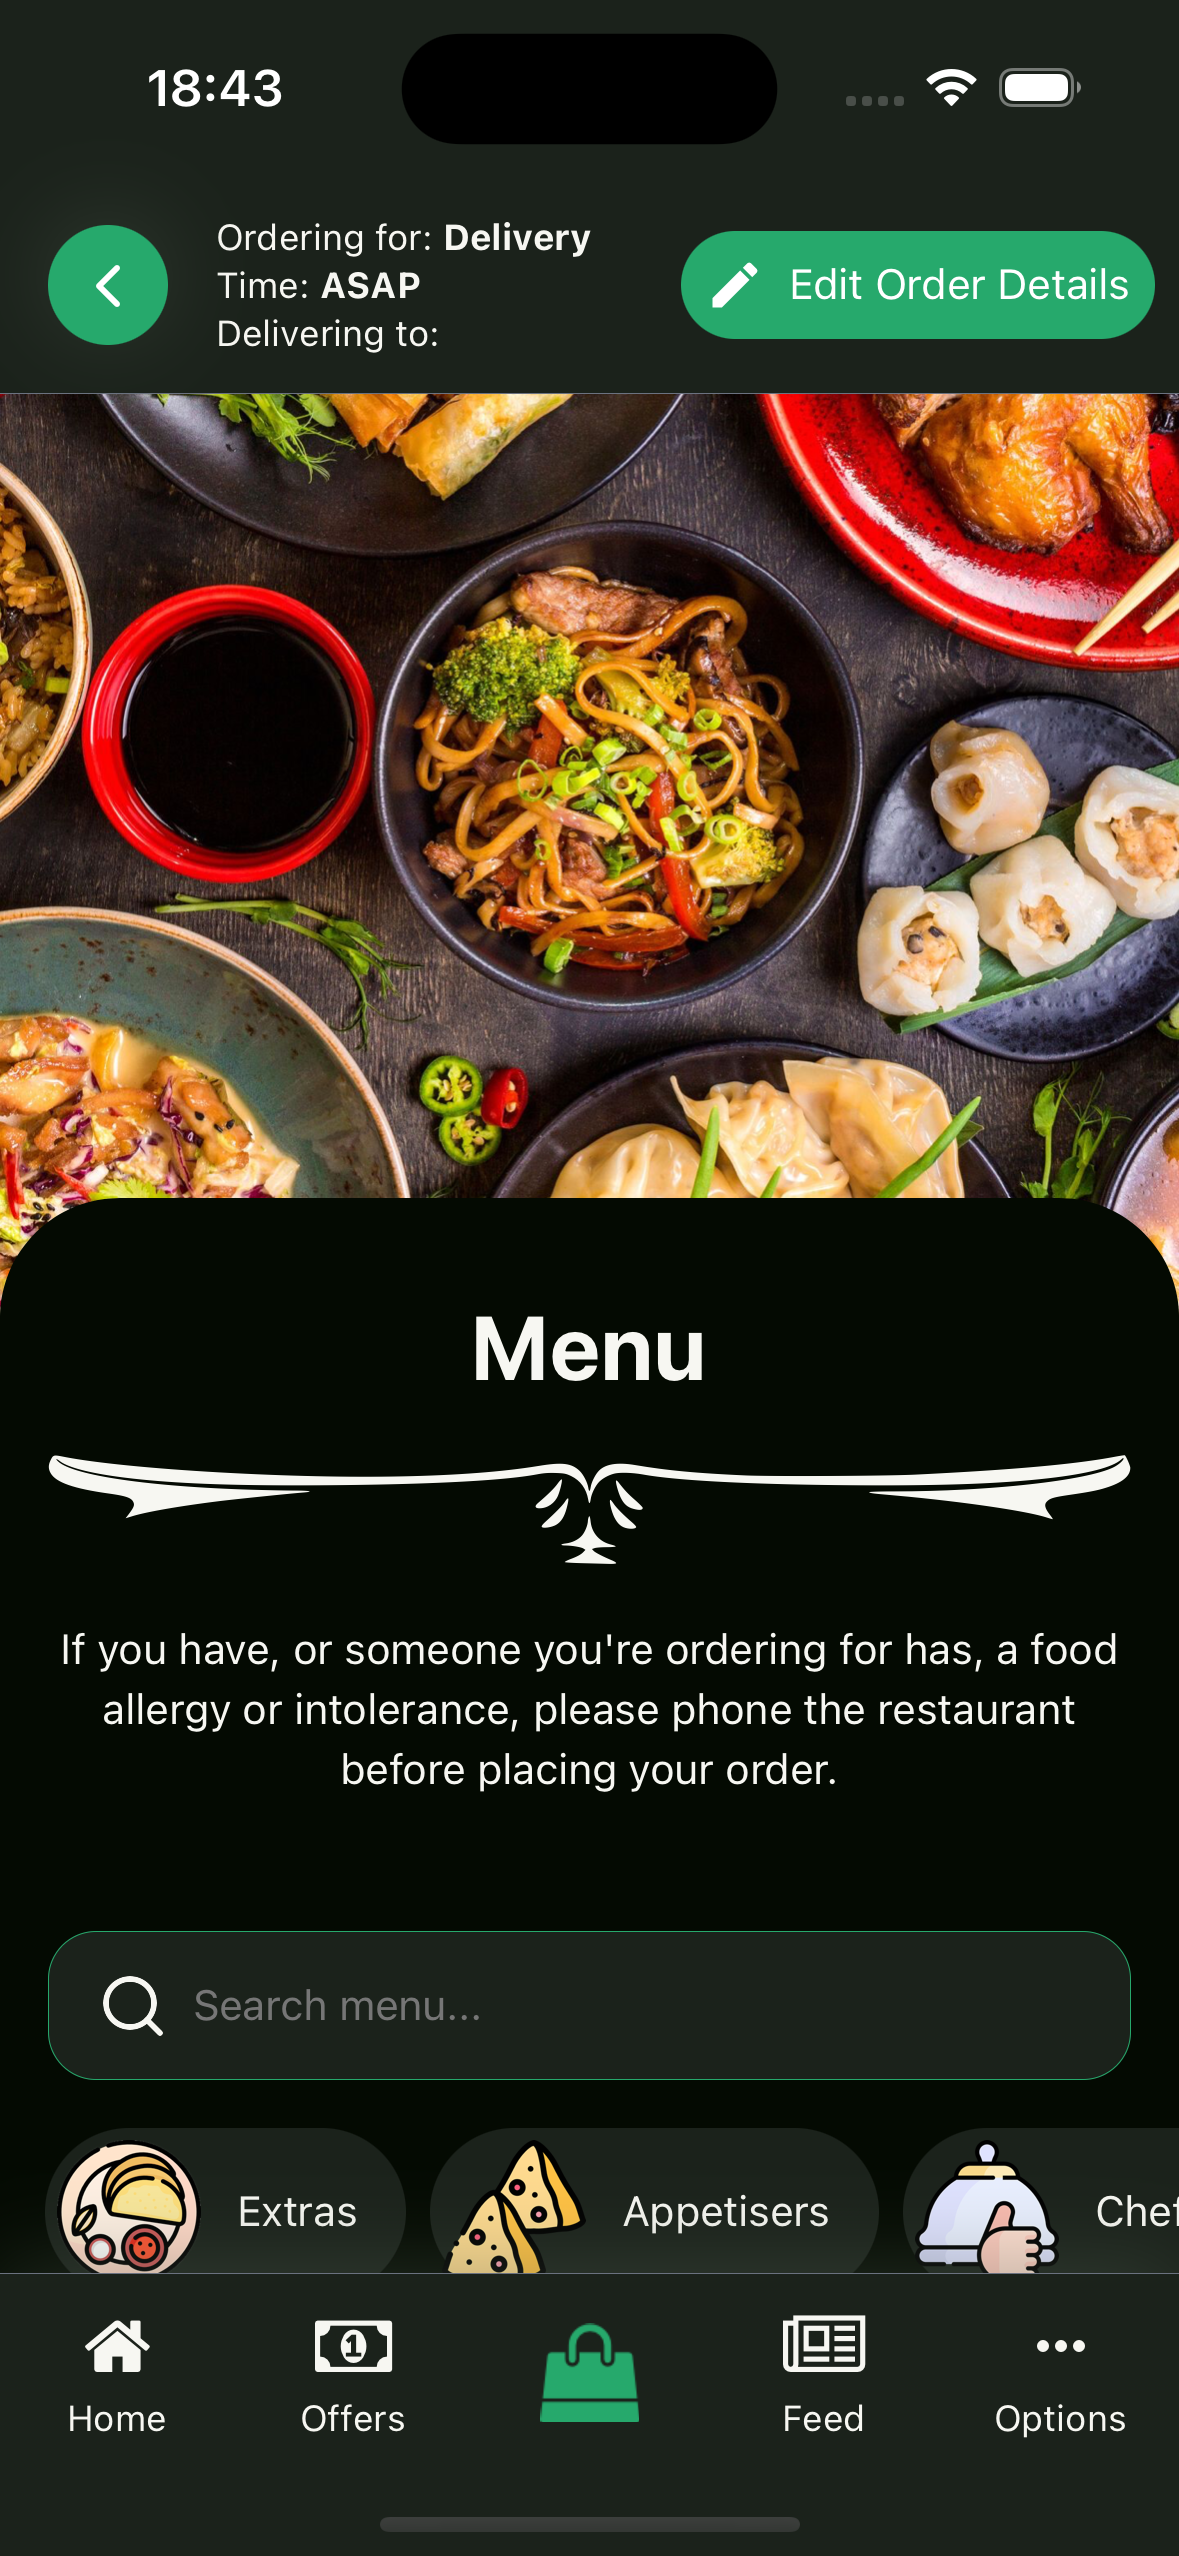 18:43
Ordering for: Delivery
Time: ASAP
Delivering to:
Edit Order Details
Menu
If you have, or someone you're ordering for has, a food
allergy or intolerance, please phone the restaurant
before placing your order.
Search menu...
Extras
Appetisers
Chef
1
Home
Offers
Feed
Options